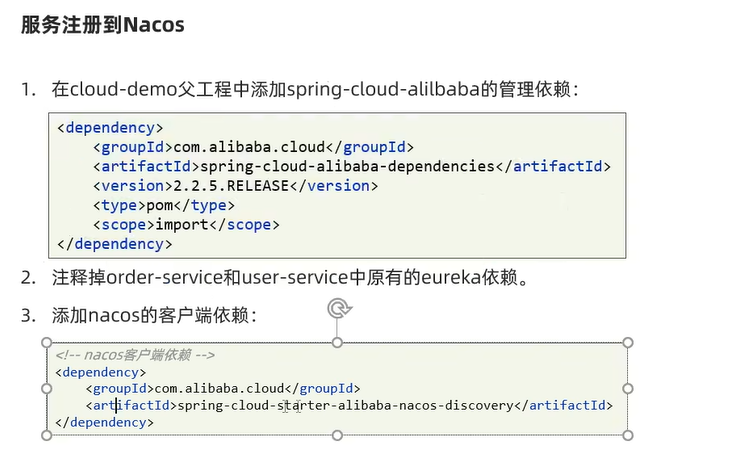 服务注册到Nacos
1. 在cloud-demo父工程中添加spring-cloud-alilbaba的管理依赖：
<dependency>
<groupId>com.alibaba.cloud</groupId>
<artifactId>spring-cloud-alibaba-dependencies</artifactId>
<version>2.2.5.RELEASE</version>
<type>pom</type>
<scope>import</scope>
</dependency>
2. 注释掉order-service和user-service中原有的eureka依赖。
3. 添加nacos的客户端依赖：
<!-- nacos客户端依赖 -->
<dependency>
<groupId>com.alibaba.cloud</groupId>
<artifactId>spring-cloud-starter-alibaba-nacos-discovery</artifactId>
</dependency>